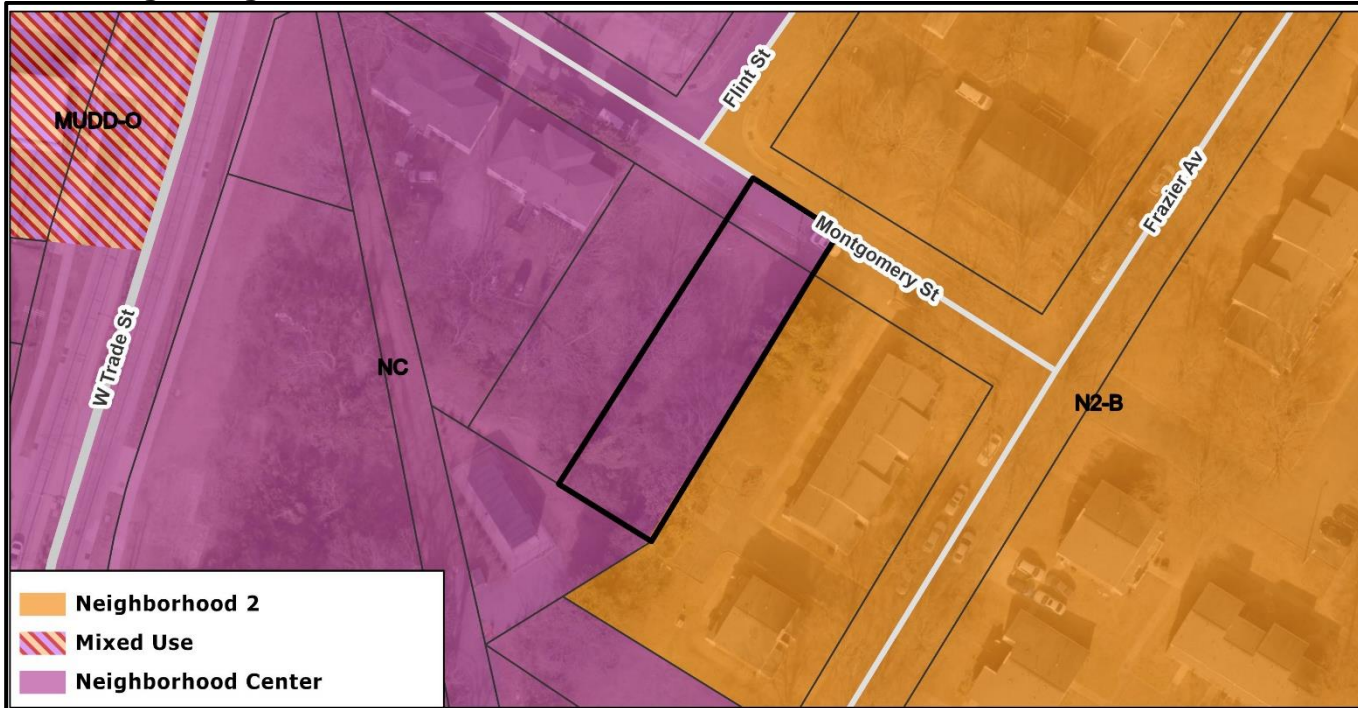 MUDD-O
Flint St
Frazier Av
Montgomery St
W Trade St
NC
N2-B
Neighborhood 2
Mixed Use
Neighborhood Center